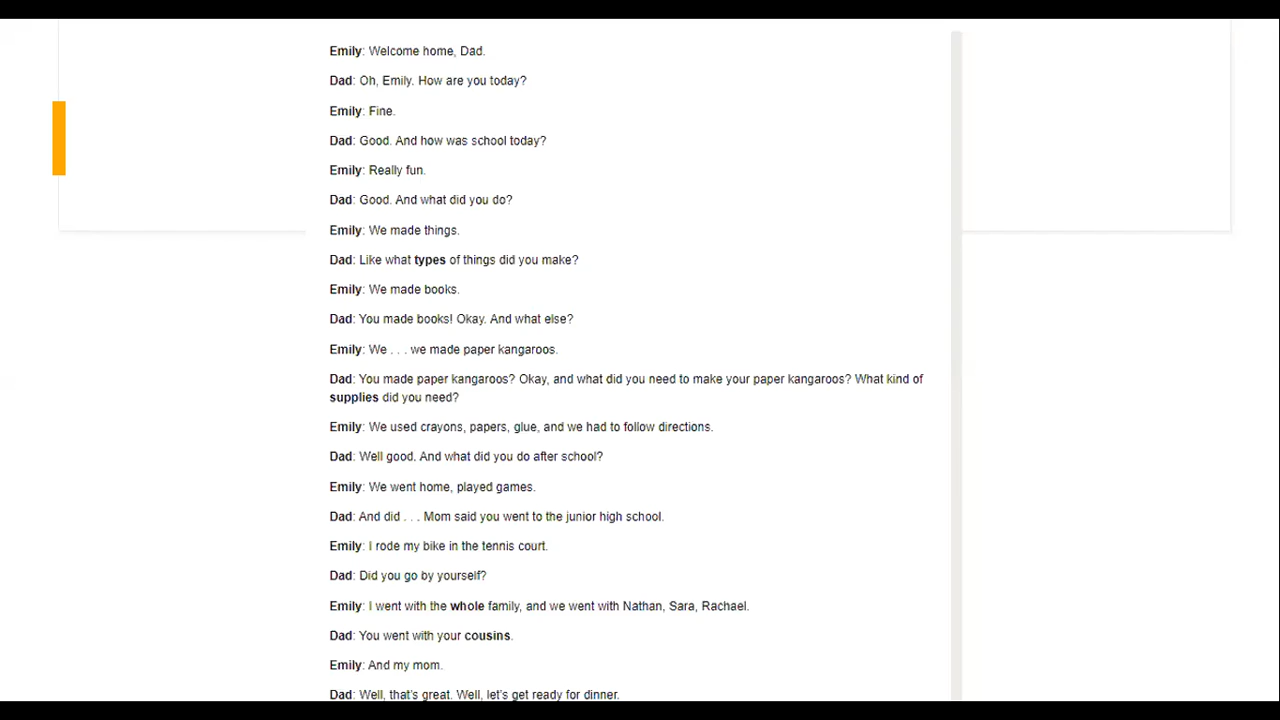 Emily: Welcome home, Dad.
Dad: Oh, Emily. How are you today?
Emily: Fine.
Dad: Good. And how was school today?
Emily: Really fun.
Dad: Good. And what did you do?
Emily: We made things.
Dad: Like what types of things did you make?
Emily: We made books.
Dad: You made books! Okay. And what else?
Emily: We . . . we made paper kangaroos.
Dad: You made paper kangaroos? Okay, and what did you need to make your paper kangaroos? What kind of
supplies did you need?
Emily: We used crayons, papers, glue, and we had to follow directions.
Dad: Well good. And what did you do after school?
Emily: We went home, played games.
Dad: And did . . . Mom said you went to the junior high school.
Emily: I rode my bike in the tennis court.
Dad: Did you go by yourself?
Emily: I went with the whole family, and we went with Nathan, Sara, Rachael.
Dad: You went with your cousins.
Emily: And my mom.
Dad: Well, that's great. Well, let's get ready for dinner.